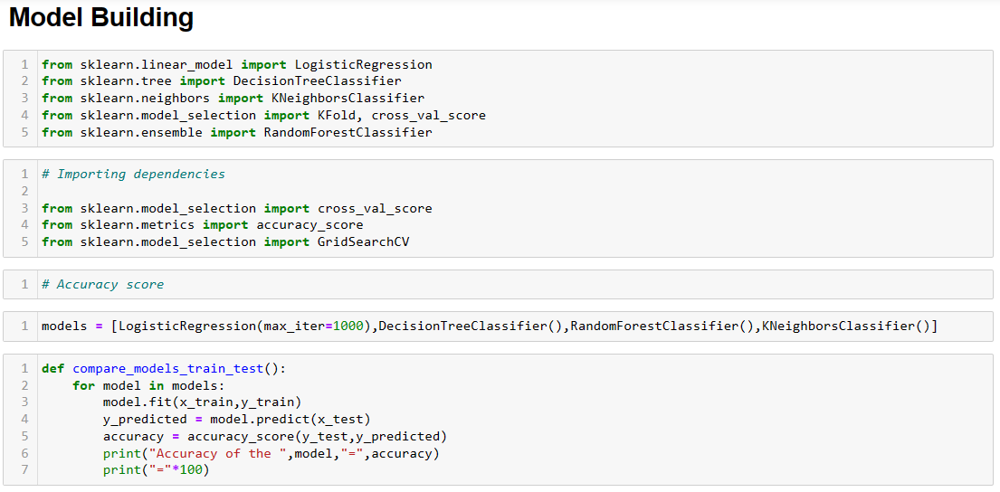 Model Building
1 from sklearn.linear_model import LogisticRegression
2 from sklearn.tree import DecisionTreeClassifier
3 from sklearn.neighbors import KNeighborsClassifier
4 from sklearn.model_selection import KFold, cross_val_score
5 from sklearn.ensemble import RandomForestClassifier
1 # Importing dependencies
2
3 from sklearn.model_selection import cross_val_score
4 from sklearn.metrics import accuracy_score
5 from sklearn.model_selection import GridSearchCV
1 # Accuracy score
1 models = [LogisticRegression(max_iter=1000),DecisionTreeClassifier(),RandomForestClassifier(),KNeighborsClassifier()]
1 def compare_models_train_test():
2     for model in models:
3         model.fit(x_train,y_train)
4         y_predicted = model.predict(x_test)
5         accuracy = accuracy_score(y_test,y_predicted)
6         print("Accuracy of the ",model,"=",accuracy)
7         print("="*100)